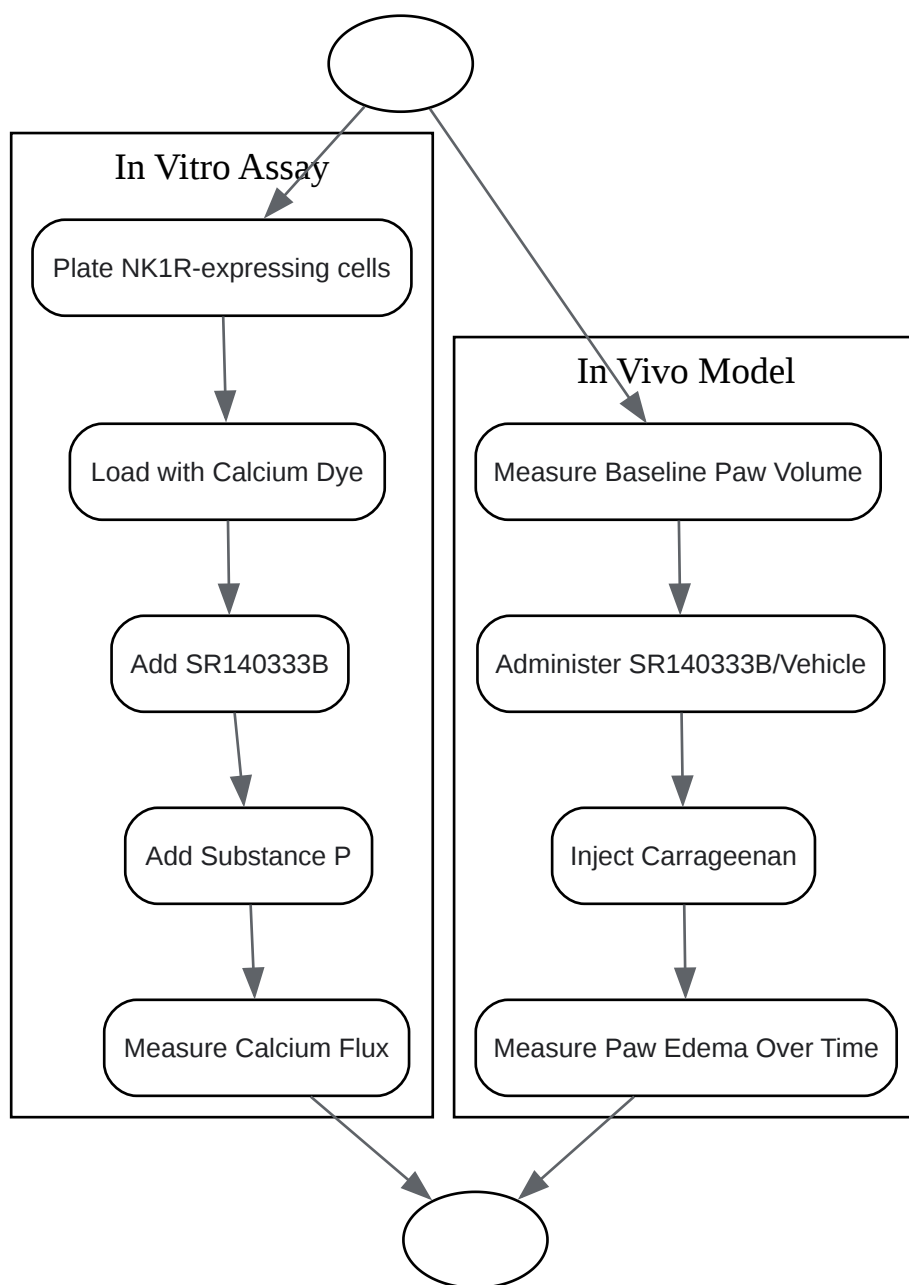 In Vitro Assay
Plate NK1R-expressing cells
Load with Calcium Dye
Add SR140333B
Add Substance P
Measure Calcium Flux
In Vivo Model
Measure Baseline Paw Volume
Administer SR140333B/Vehicle
Inject Carrageenan
Measure Paw Edema Over Time